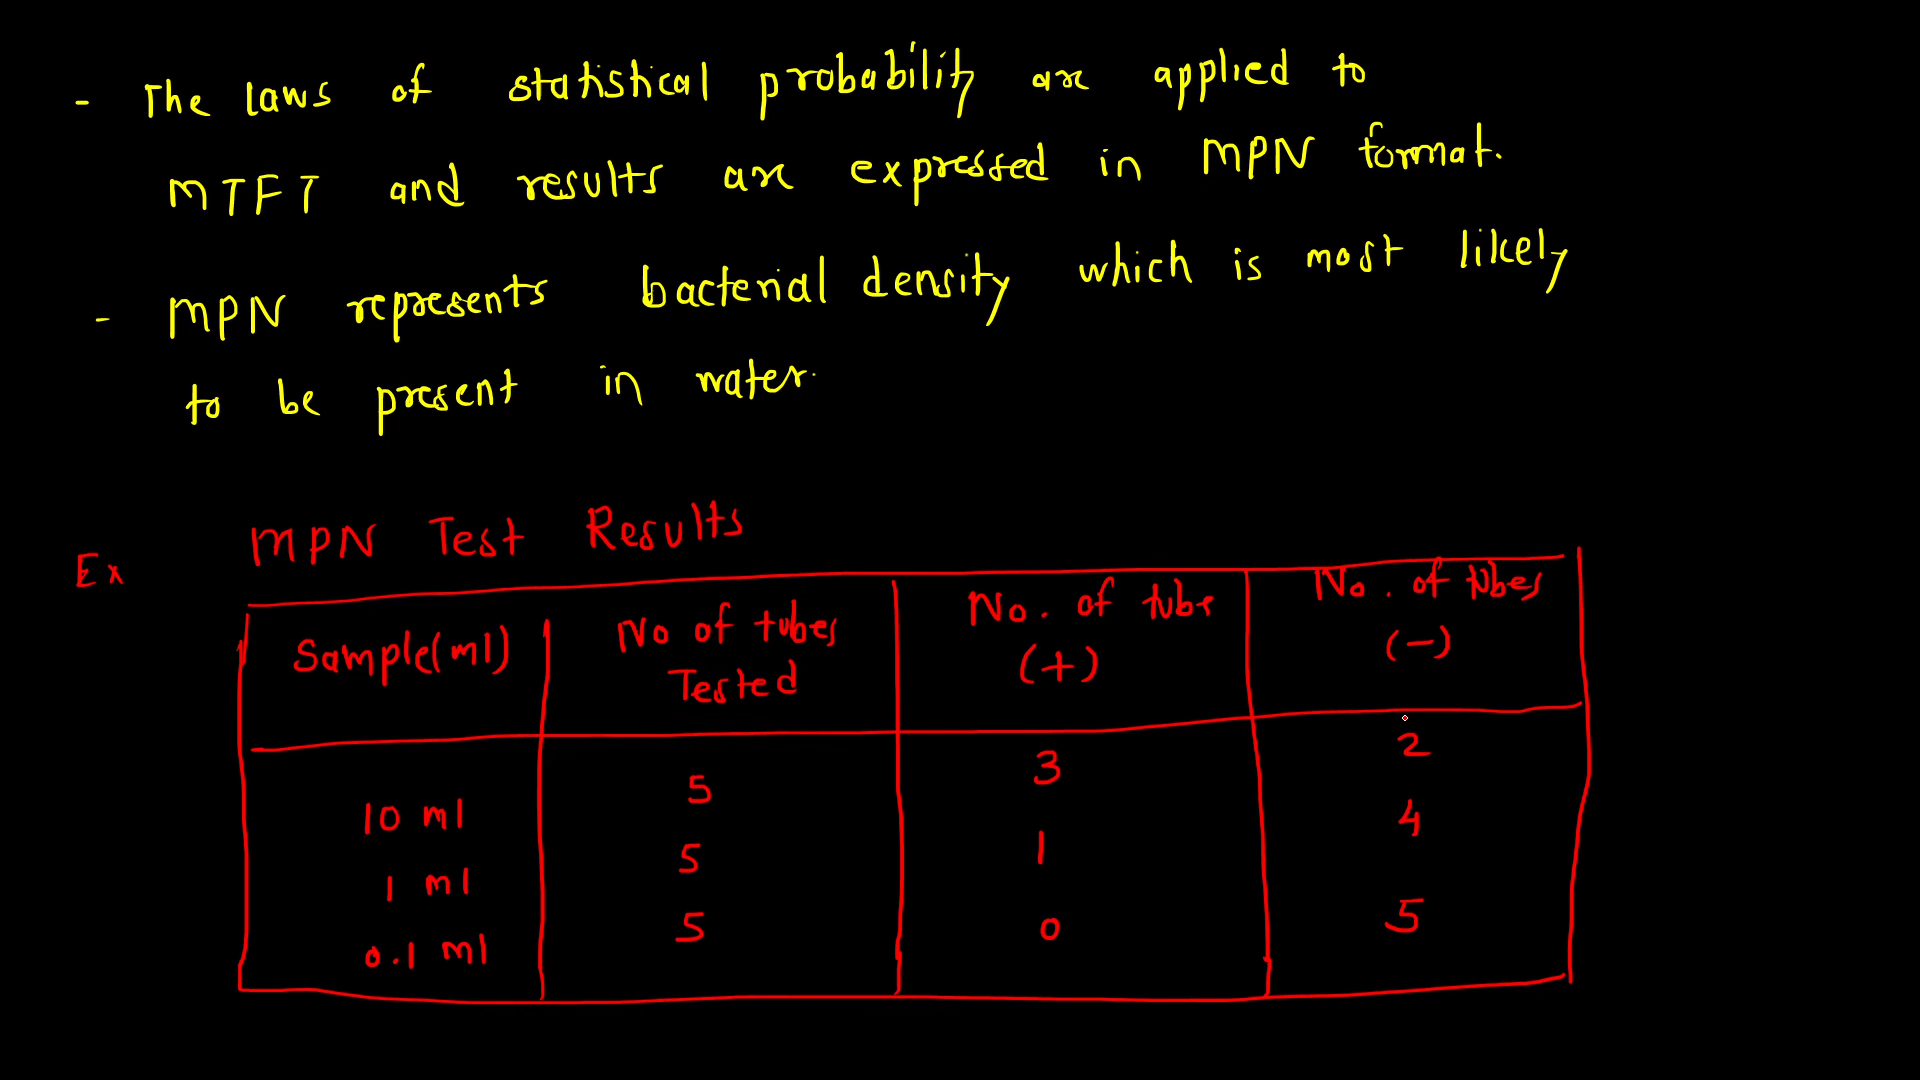 - The laws of statistical probability are applied to
MTFT and results are expressed in MPN format.
- MPN represents bacterial density which is most likely
to be present in water.
Ex MPN Test Results
Sample(ml) No of tubes Tested No. of tube (+) No. of tubes (-)
10 ml 5 3 2
1 ml 5 1 4
0.1 ml 5 0 5